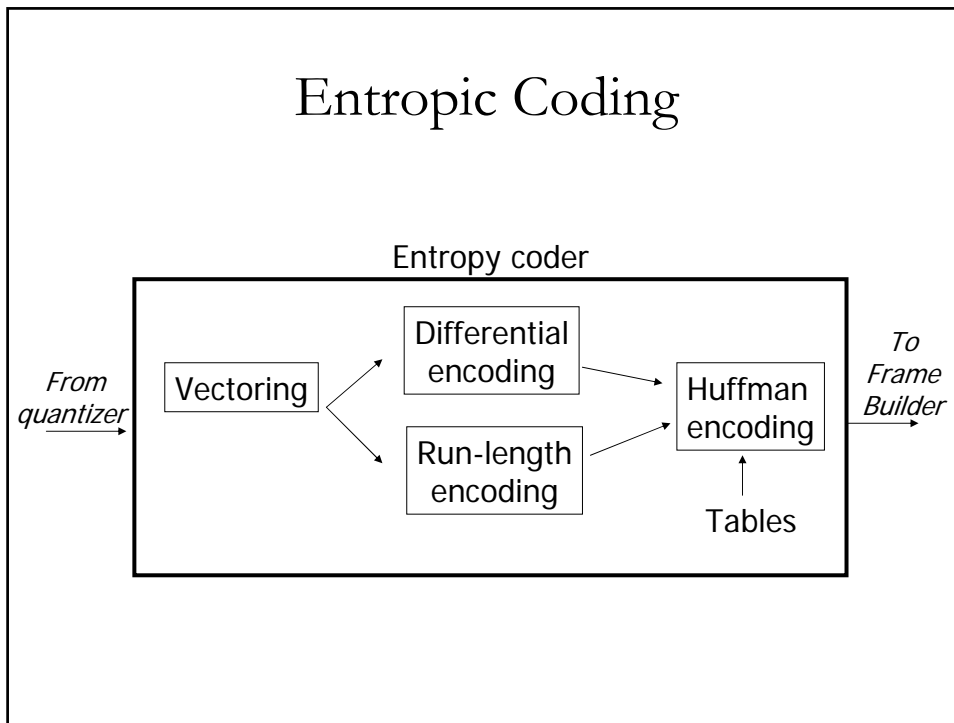 Entropic Coding
Entropy coder
From
quantizer
Vectoring
Differential
encoding
Run-length
encoding
Huffman
encoding
Tables
To
Frame
Builder